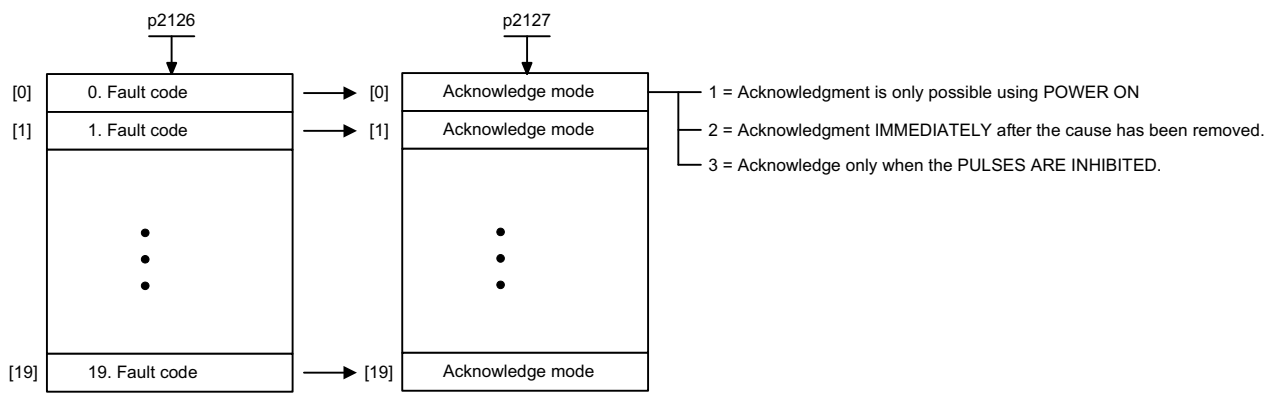 p2126 p2127
[0] 0. Fault code [0] Acknowledge mode 1 = Acknowledgment is only possible using POWER ON
[1] 1. Fault code [1] Acknowledge mode 2 = Acknowledgment IMMEDIATELY after the cause has been removed.
3 = Acknowledge only when the PULSES ARE INHIBITED.
[19] 19. Fault code [19] Acknowledge mode